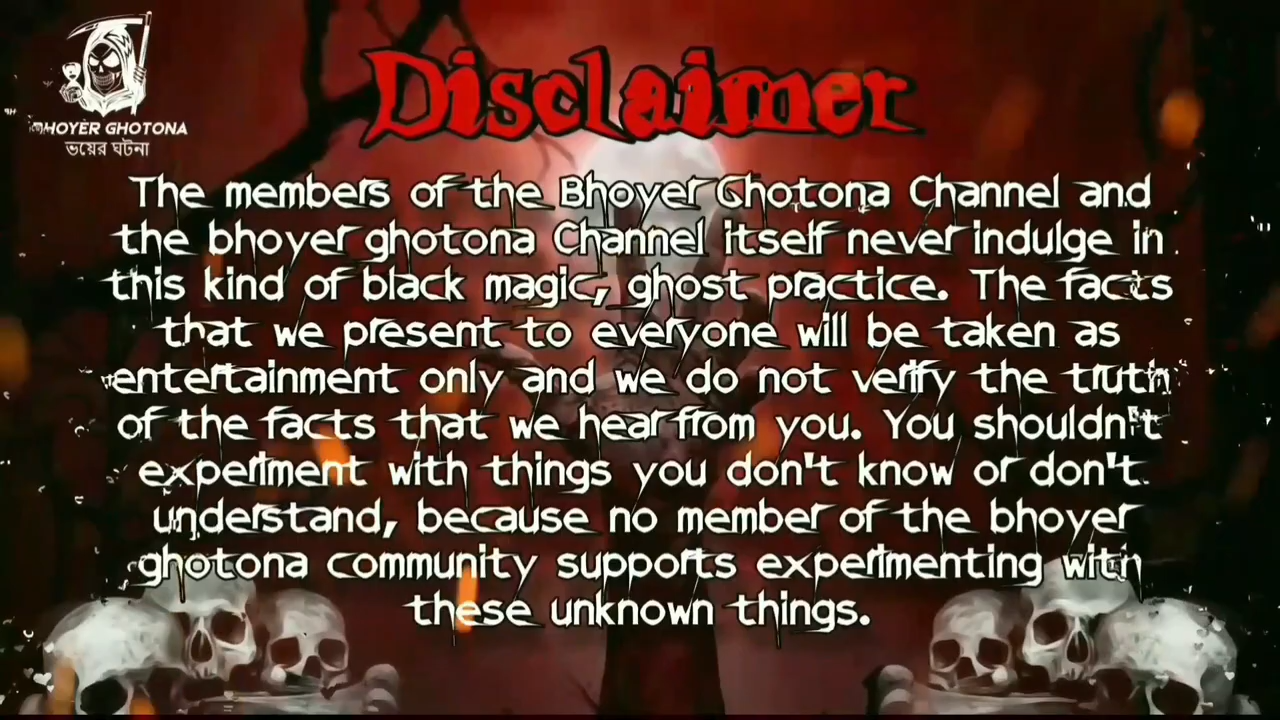 BHOYER GHOTONA
ভয়ের ঘটনা
Disclaimer
The members of the Bhoyer Ghotona Channel and
the bhoyer ghotona Channel itself never indulge in
this kind of black magic, ghost practice. The facts
that we present to everyone will be taken as
entertainment only and we do not verify the truth
of the facts that we hear from you. You shouldn't
experiment with things you don't know or don't
understand, because no member of the bhoyer
ghotona community supports experimenting with
these unknown things.